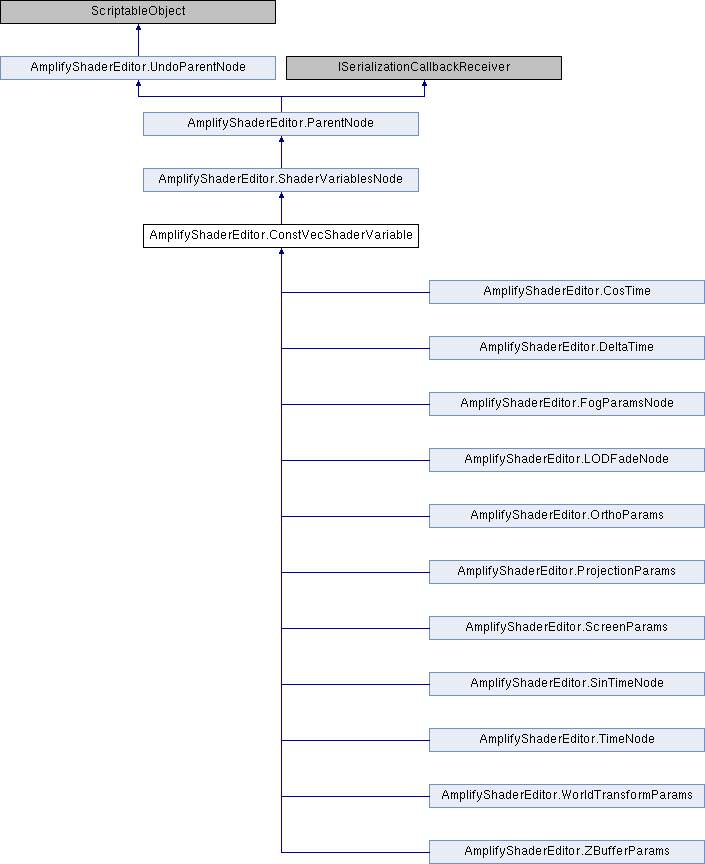 ScriptableObject
AmplifyShaderEditor.UndoParentNode
ISerializationCallbackReceiver
AmplifyShaderEditor.ParentNode
AmplifyShaderEditor.ShaderVariablesNode
AmplifyShaderEditor.ConstVecShaderVariable
AmplifyShaderEditor.CosTime
AmplifyShaderEditor.DeltaTime
AmplifyShaderEditor.FogParamsNode
AmplifyShaderEditor.LODFadeNode
AmplifyShaderEditor.OrthoParams
AmplifyShaderEditor.ProjectionParams
AmplifyShaderEditor.ScreenParams
AmplifyShaderEditor.SinTimeNode
AmplifyShaderEditor.TimeNode
AmplifyShaderEditor.WorldTransformParams
AmplifyShaderEditor.ZBufferParams